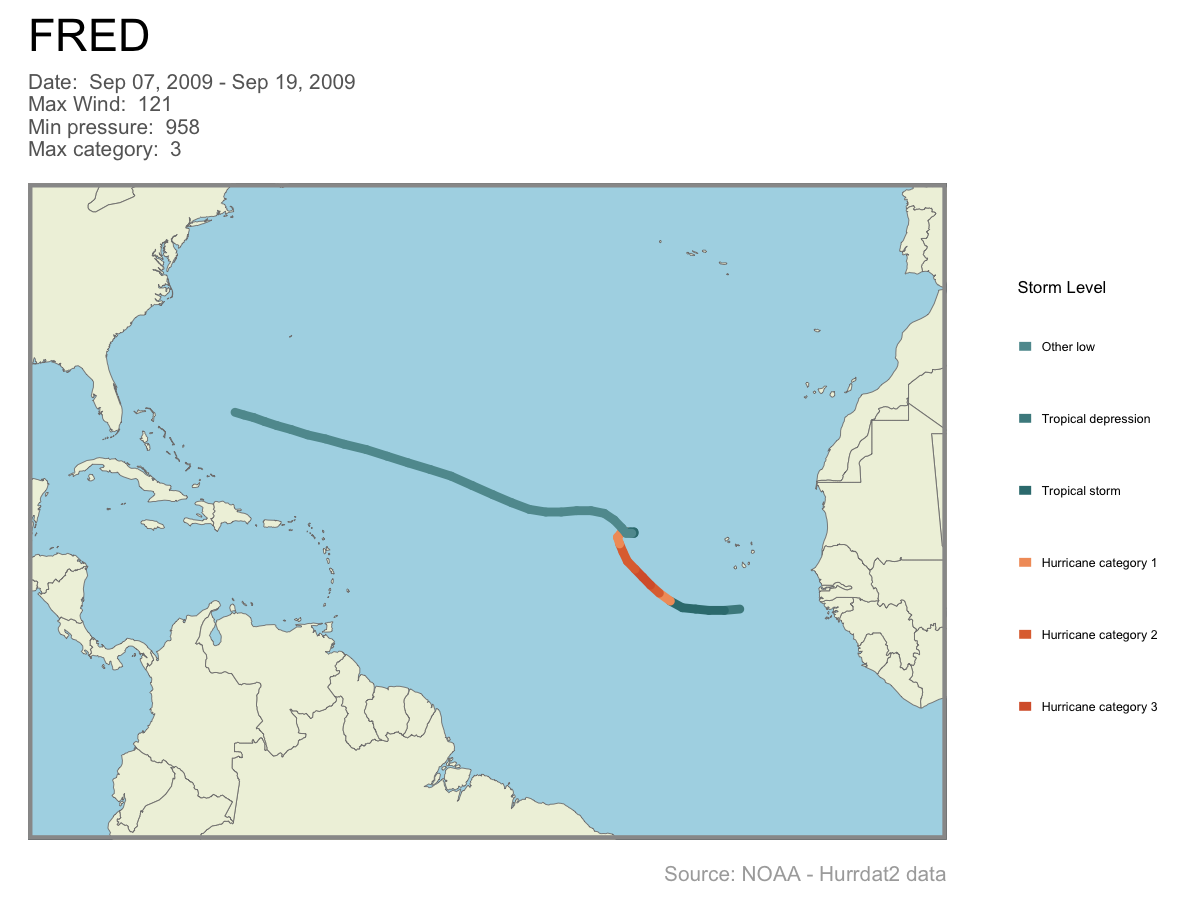 FRED
Date:  Sep 07, 2009 - Sep 19, 2009
Max Wind:  121
Min pressure:  958
Max category:  3
Storm Level
Other low
Tropical depression
Tropical storm
Hurricane category 1
Hurricane category 2
Hurricane category 3
Source: NOAA - Hurrdat2 data